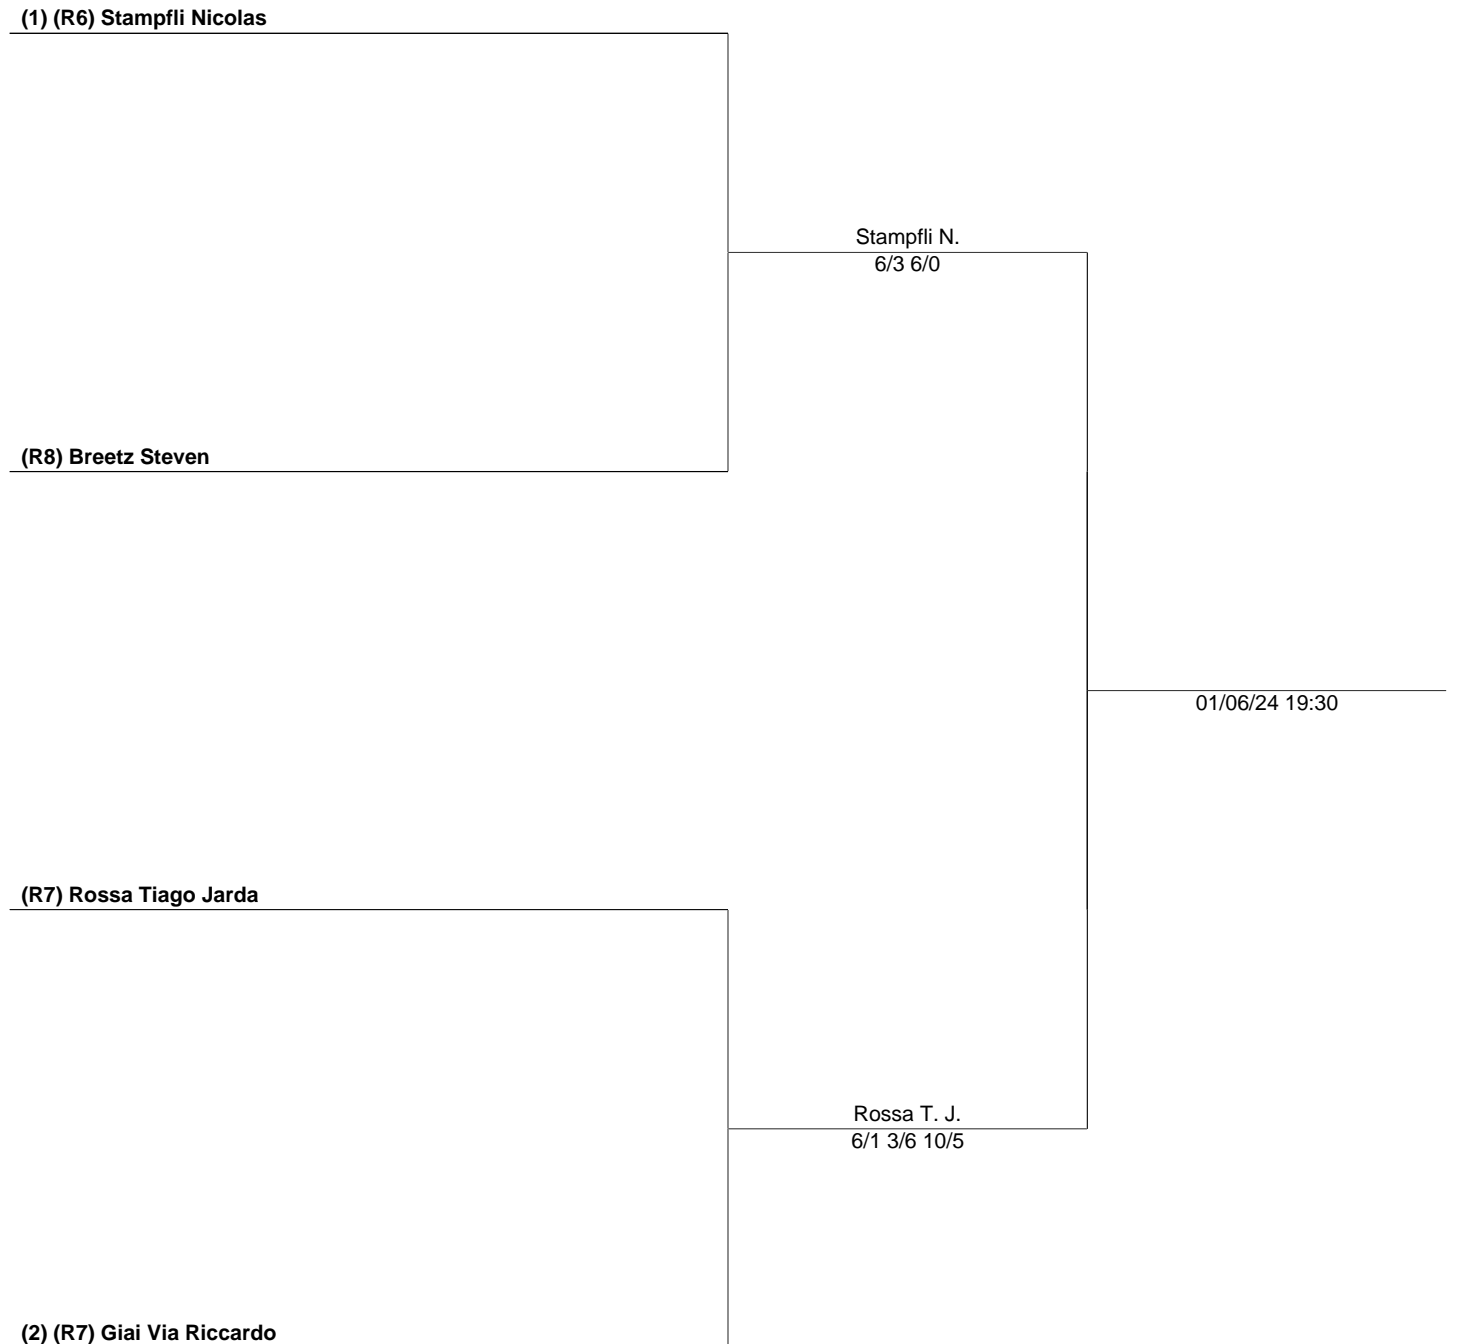 (1) (R6) Stampfli Nicolas
Stampfli N.
6/3 6/0
(R8) Breetz Steven
01/06/24 19:30
(R7) Rossa Tiago Jarda
Rossa T. J.
6/1 3/6 10/5
(2) (R7) Giai Via Riccardo